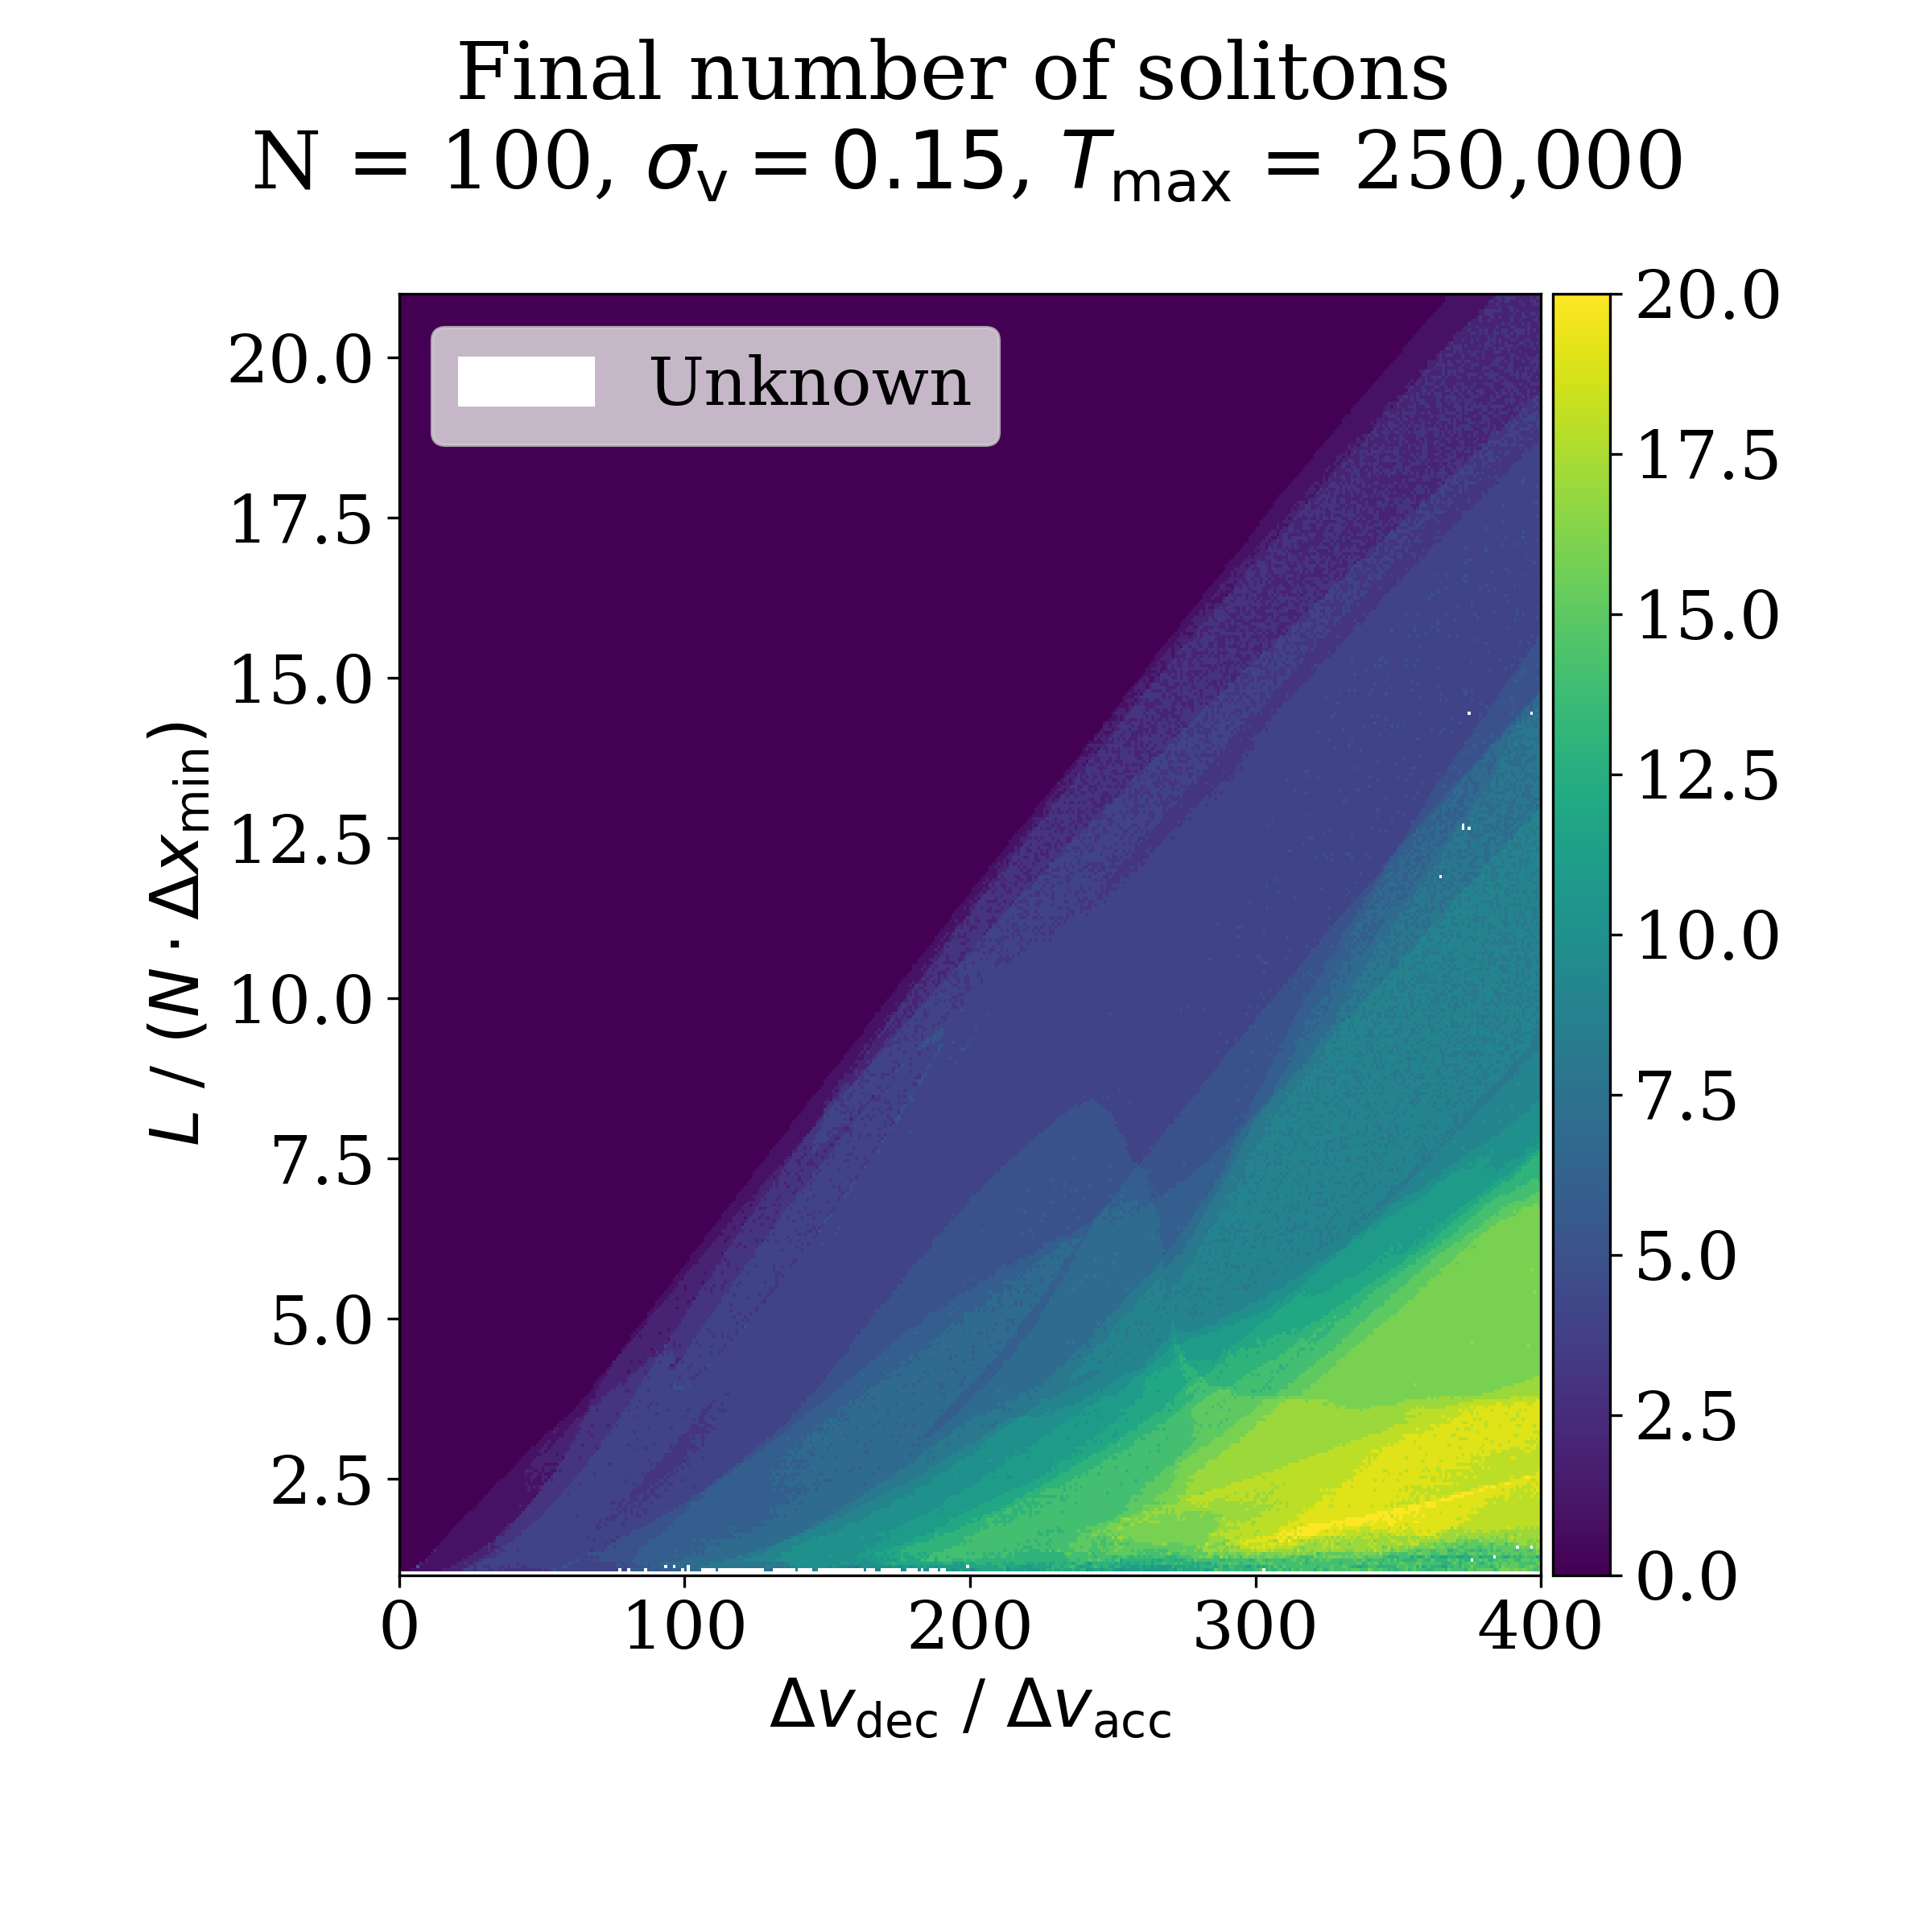 Final number of solitons
N = 100, σv = 0.15, Tmax = 250,000
Unknown
20.0
17.5
15.0
12.5
10.0
7.5
5.0
2.5
L / (N · Δxmin)
0 100 200 300 400
Δvdec / Δvacc
20.0
17.5
15.0
12.5
10.0
7.5
5.0
2.5
0.0